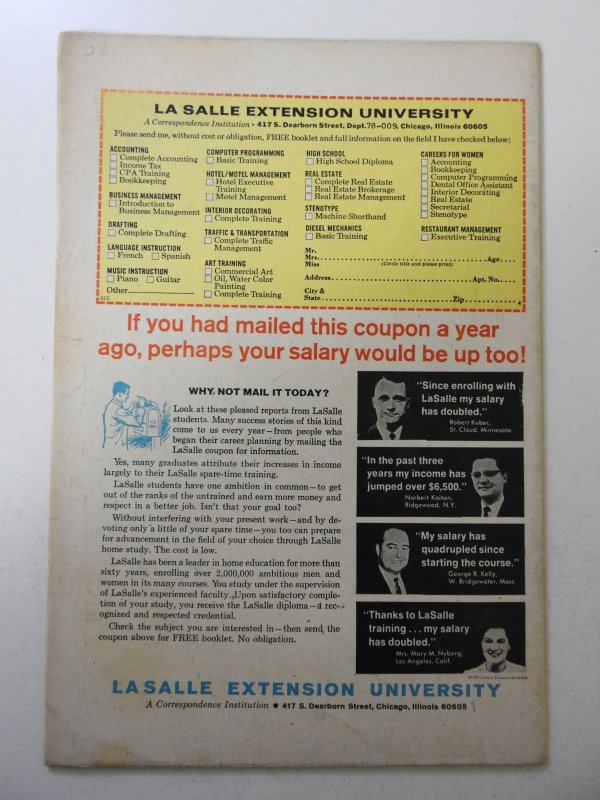 LA SALLE EXTENSION UNIVERSITY
A Correspondence Institution • 417 S. Dearborn Street, Dept. 78-009, Chicago, Illinois 60605
Please send me, without cost or obligation, FREE booklet and full information on the field I have checked below:
ACCOUNTING
Complete Accounting
Income Tax
CPA Training
Bookkeeping
BUSINESS MANAGEMENT
Introduction to
Business Management
DRAFTING
Complete Drafting
LANGUAGE INSTRUCTION
French Spanish
MUSIC INSTRUCTION
Piano Guitar
Other
010
COMPUTER PROGRAMMING
Basic Training
HOTEL/MOTEL MANAGEMENT
Hotel Executive
Training
Motel Management
INTERIOR DECORATING
Complete Training
TRAFFIC & TRANSPORTATION
Complete Traffic
Management
ART TRAINING
Commercial Art
Oil, Water Color
Painting
Complete Training
HIGH SCHOOL
High School Diploma
REAL ESTATE
Complete Real Estate
Real Estate Brokerage
Real Estate Management
STENOTYPE
Machine Shorthand
DIESEL MECHANICS
Basic Training
CAREERS FOR WOMEN
Accounting
Bookkeeping
Computer Programming
Dental Office Assistant
Interior Decorating
Real Estate
Secretarial
Stenotype
RESTAURANT MANAGEMENT
Executive Training
Mr.
Mrs. Age
Miss (Circle title and please print)
Address Apt. No.
City &
State Zip 4
If you had mailed this coupon a year
ago, perhaps your salary would be up too!
WHY NOT MAIL IT TODAY?
Look at these pleased reports from LaSalle
students. Many success stories of this kind
come to us every year—from people who
began their career planning by mailing the
LaSalle coupon for information.
Yes, many graduates attribute their increases in income
largely to their LaSalle spare-time training.
LaSalle students have one ambition in common—to get
out of the ranks of the untrained and earn more money and
respect in a better job. Isn't that your goal too?
Without interfering with your present work—and by de-
voting only a little of your spare time—you too can prepare
for advancement in the field of your choice through LaSalle
home study. The cost is low.
LaSalle has been a leader in home education for more than
sixty years, enrolling over 2,000,000 ambitious men and
women in its many courses. You study under the supervision
of LaSalle's experienced faculty. Upon satisfactory comple-
tion of your study, you receive the LaSalle diploma—a rec-
ognized and respected credential.
Check the subject you are interested in—then send the
coupon above for FREE booklet. No obligation.
"Since enrolling with
LaSalle my salary
has doubled."
Robert Kubec,
St. Cloud, Minnesota.
"In the past three
years my income has
jumped over $6,500."
Norbert Kaitan,
Ridgewood, N.Y.
"My salary has
quadrupled since
starting the course."
George R. Kelly,
W. Bridgewater, Mass
"Thanks to LaSalle
training . . . my salary
has doubled."
Mrs. Mary M. Nyberg,
Los Angeles, Calif.
LA SALLE EXTENSION UNIVERSITY
A Correspondence Institution • 417 S. Dearborn Street, Chicago, Illinois 60605